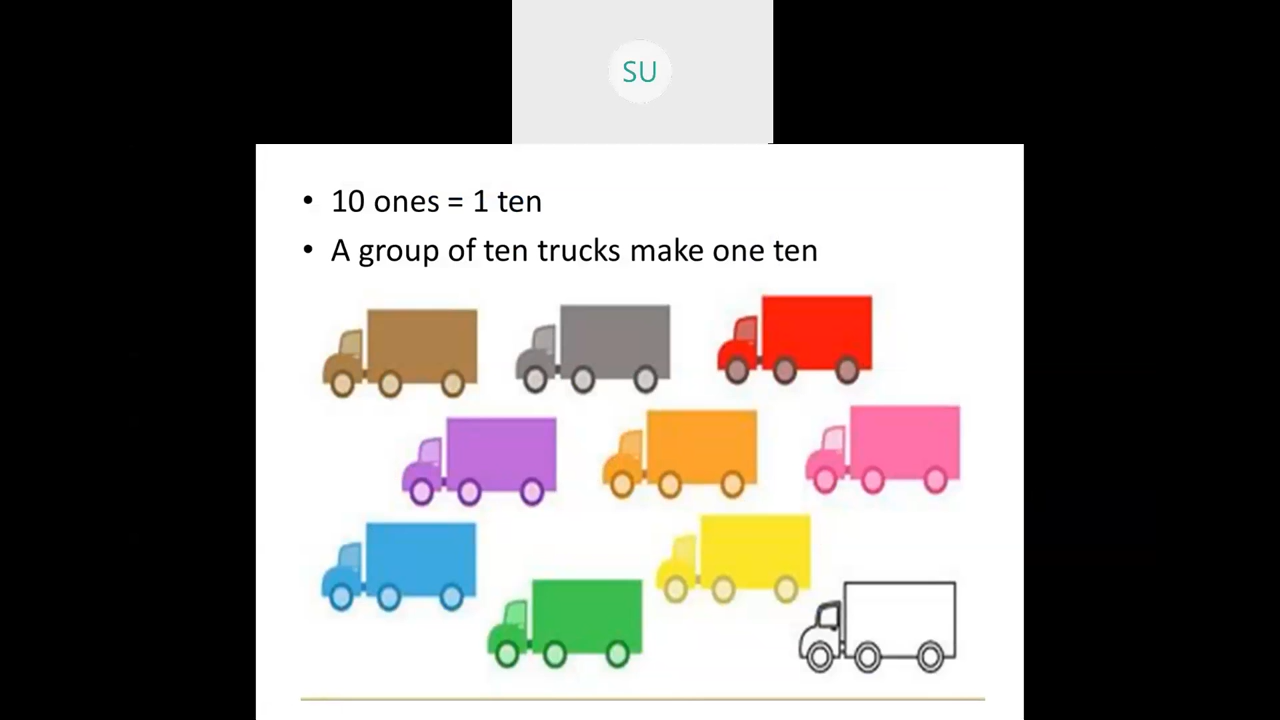 SU
• 10 ones = 1 ten
• A group of ten trucks make one ten